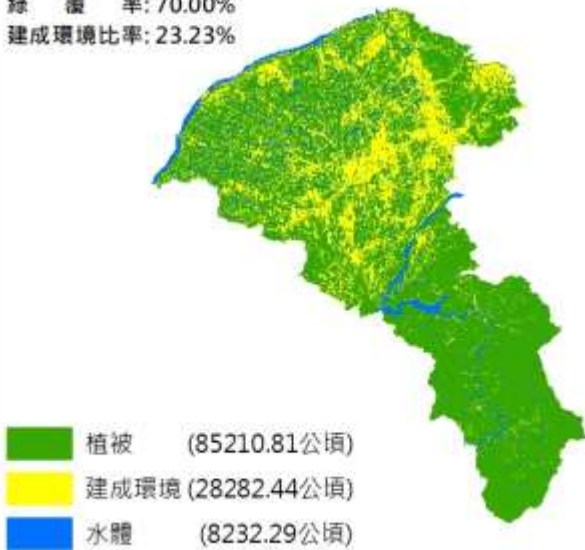 綠 覆 率: 70.00%
建成環境比率: 23.23%
植被 (85210.81公頃)
建成環境 (28282.44公頃)
水體 (8232.29公頃)